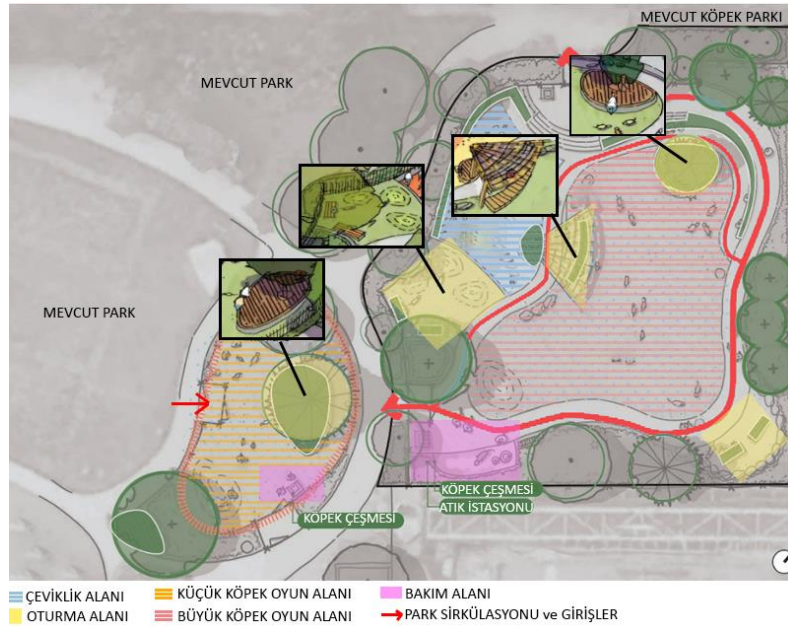 MEVCUT KÖPEK PARKI
MEVCUT PARK
MEVCUT PARK
KÖPEK ÇEŞMESİ
ATIK İSTASYONU
KÖPEK ÇEŞMESİ
ÇEVİKLİK ALANI
KÜÇÜK KÖPEK OYUN ALANI
BAKIM ALANI
OTURMA ALANI
BÜYÜK KÖPEK OYUN ALANI
PARK SİRKÜLASYONU ve GİRİŞLER